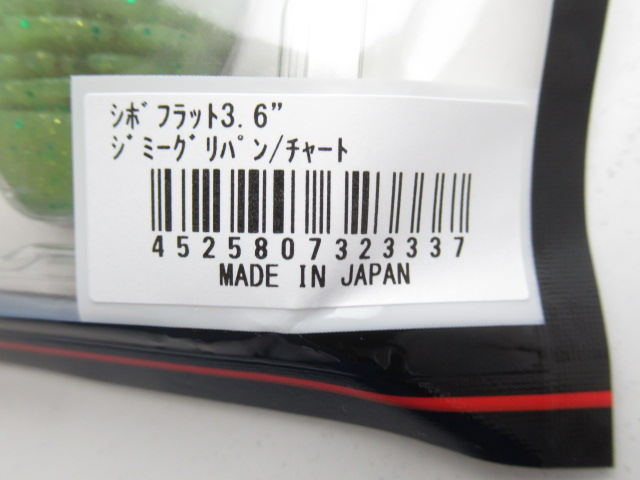 ｼﾎﾞﾌﾗｯﾄ3.6”
ｼﾞﾐｰｸﾞﾘﾊﾟﾝ/ﾁｬｰﾄ
4525807323337
MADE IN JAPAN